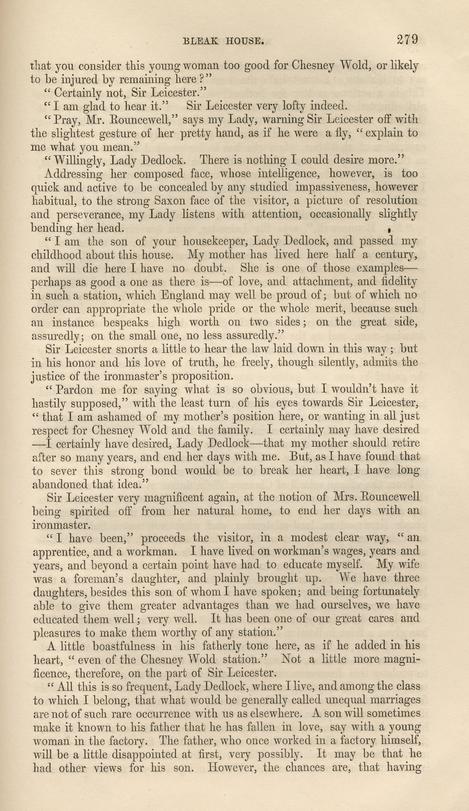 BLEAK HOUSE. 279
that you consider this young woman too good for Chesney Wold, or likely
to be injured by remaining here?"
"Certainly not, Sir Leicester."
"I am glad to hear it." Sir Leicester very lofty indeed.
"Pray, Mr. Rouncewell," says my Lady, warning Sir Leicester off with
the slightest gesture of her pretty hand, as if he were a fly, "explain to
me what you mean."
"Willingly, Lady Dedlock. There is nothing I could desire more."
Addressing her composed face, whose intelligence, however, is too
quick and active to be concealed by any studied impassiveness, however
habitual, to the strong Saxon face of the visitor, a picture of resolution
and perseverance, my Lady listens with attention, occasionally slightly
bending her head.
"I am the son of your housekeeper, Lady Dedlock, and passed my
childhood about this house. My mother has lived here half a century,
and will die here I have no doubt. She is one of those examples—
perhaps as good a one as there is—of love, and attachment, and fidelity
in such a station, which England may well be proud of; but of which no
order can appropriate the whole pride or the whole merit, because such
an instance bespeaks high worth on two sides; on the great side,
assuredly; on the small one, no less assuredly."
Sir Leicester snorts a little to hear the law laid down in this way; but
in his honor and his love of truth, he freely, though silently, admits the
justice of the ironmaster's proposition.
"Pardon me for saying what is so obvious, but I wouldn't have it
hastily supposed," with the least turn of his eyes towards Sir Leicester,
"that I am ashamed of my mother's position here, or wanting in all just
respect for Chesney Wold and the family. I certainly may have desired
—I certainly have desired, Lady Dedlock—that my mother should retire
after so many years, and end her days with me. But, as I have found that
to sever this strong bond would be to break her heart, I have long
abandoned that idea."
Sir Leicester very magnificent again, at the notion of Mrs. Rouncewell
being spirited off from her natural home, to end her days with an
ironmaster.
"I have been," proceeds the visitor, in a modest clear way, "an
apprentice, and a workman. I have lived on workman's wages, years and
years, and beyond a certain point have had to educate myself. My wife
was a foreman's daughter, and plainly brought up. We have three
daughters, besides this son of whom I have spoken; and being fortunately
able to give them greater advantages than we had ourselves, we have
educated them well; very well. It has been one of our great cares and
pleasures to make them worthy of any station."
A little boastfulness in his fatherly tone here, as if he added in his
heart, "even of the Chesney Wold station." Not a little more magni-
ficence, therefore, on the part of Sir Leicester.
"All this is so frequent, Lady Dedlock, where I live, and among the class
to which I belong, that what would be generally called unequal marriages
are not of such rare occurrence with us as elsewhere. A son will sometimes
make it known to his father that he has fallen in love, say with a young
woman in the factory. The father, who once worked in a factory himself,
will be a little disappointed at first, very possibly. It may be that he
had other views for his son. However, the chances are, that having